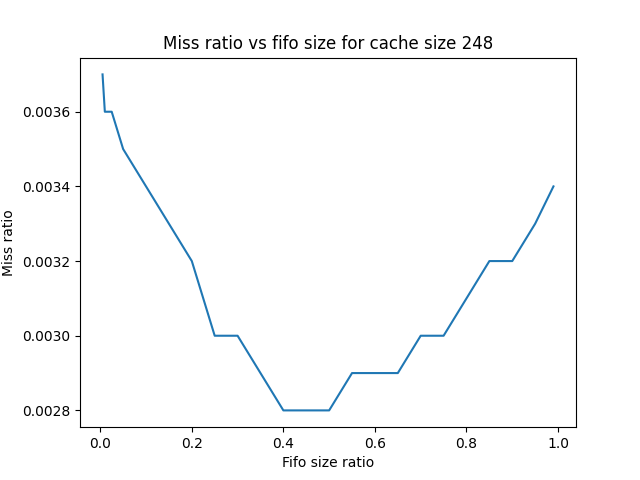 Miss ratio vs fifo size for cache size 248
0.0036
0.0034
0.0032
0.0030
0.0028
Miss ratio
0.0 0.2 0.4 0.6 0.8 1.0
Fifo size ratio